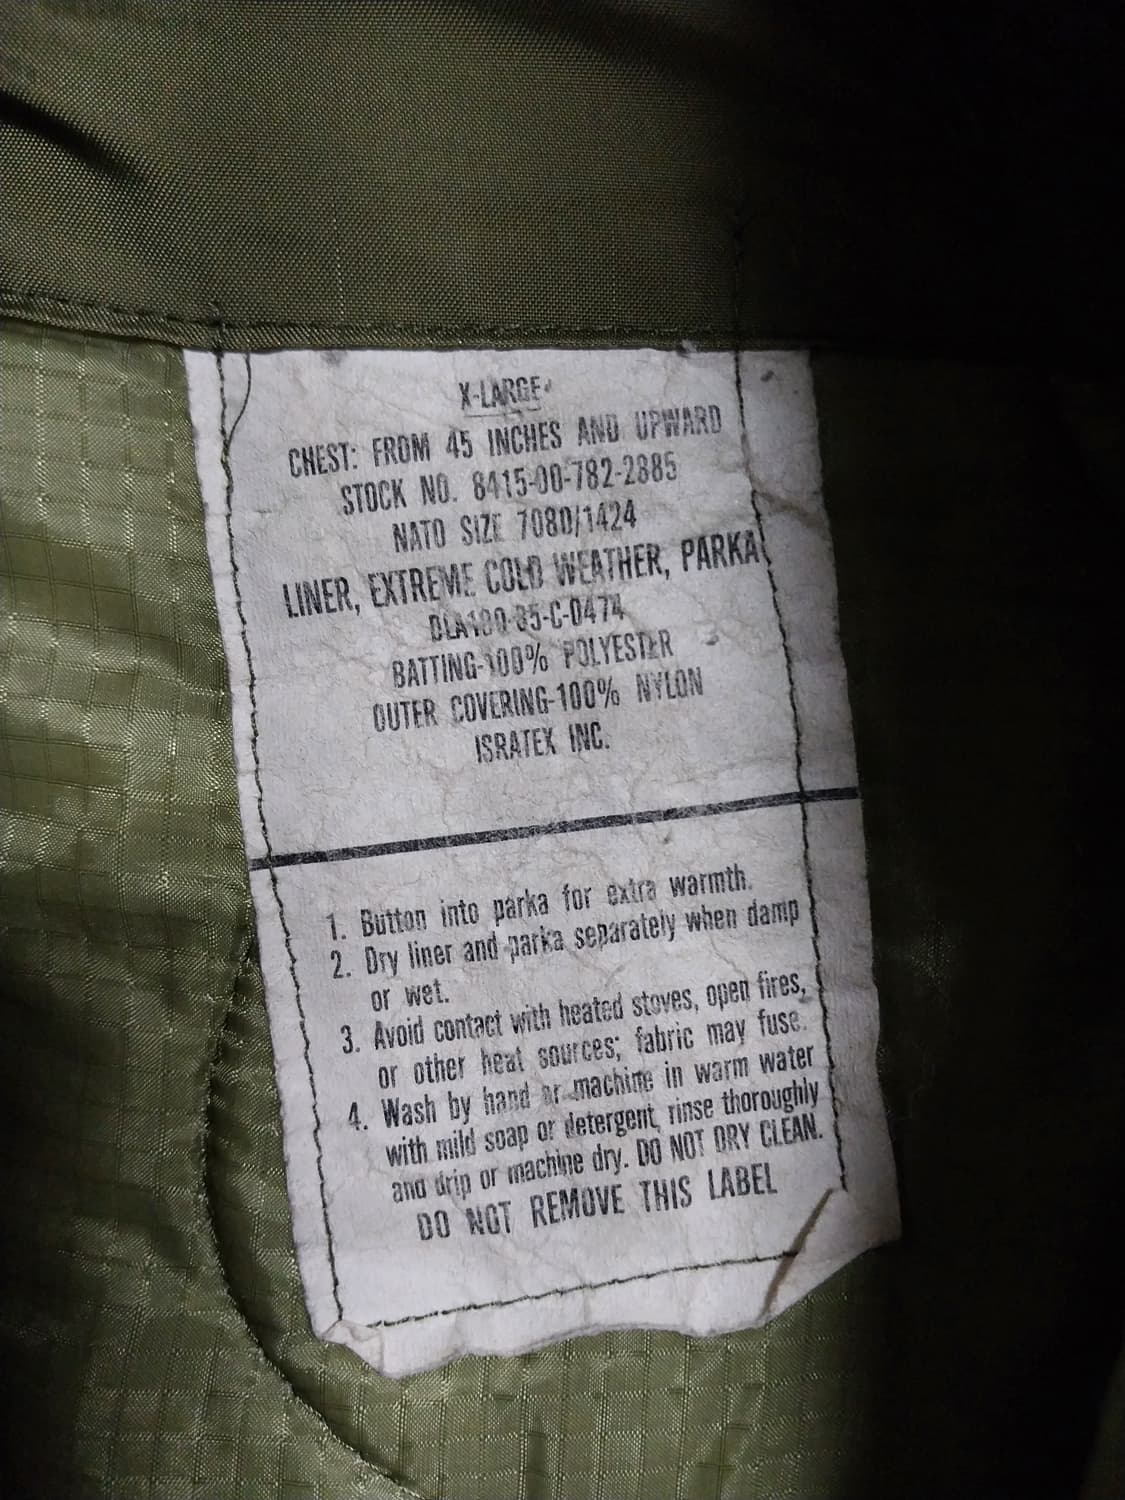 X-LARGE
CHEST: FROM 45 INCHES AND UPWARD
STOCK NO. 8415-00-782-2885
NATO SIZE 7080/1424
LINER, EXTREME COLD WEATHER, PARKA
DLA100-85-C-0474
BATTING-100% POLYESTER
OUTER COVERING-100% NYLON
ISRATEX INC.
1. Button into parka for extra warmth.
2. Dry liner and parka separately when damp
or wet.
3. Avoid contact with heated stoves, open fires,
or other heat sources; fabric may fuse.
4. Wash by hand or machine in warm water
with mild soap or detergent, rinse thoroughly
and drip or machine dry. DO NOT DRY CLEAN.
DO NOT REMOVE THIS LABEL